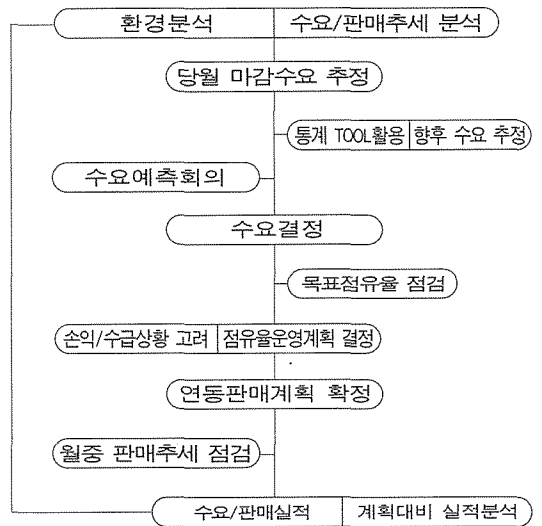 환경분석 수요/판매추세 분석
당월 마감수요 추정
통계 TOOL활용 향후 수요 추정
수요예측회의
수요결정
목표점유율 점검
손익/수급상황 고려 점유율운영계획 결정
연동판매계획 확정
월중 판매추세 점검
수요/판매실적 계획대비 실적분석